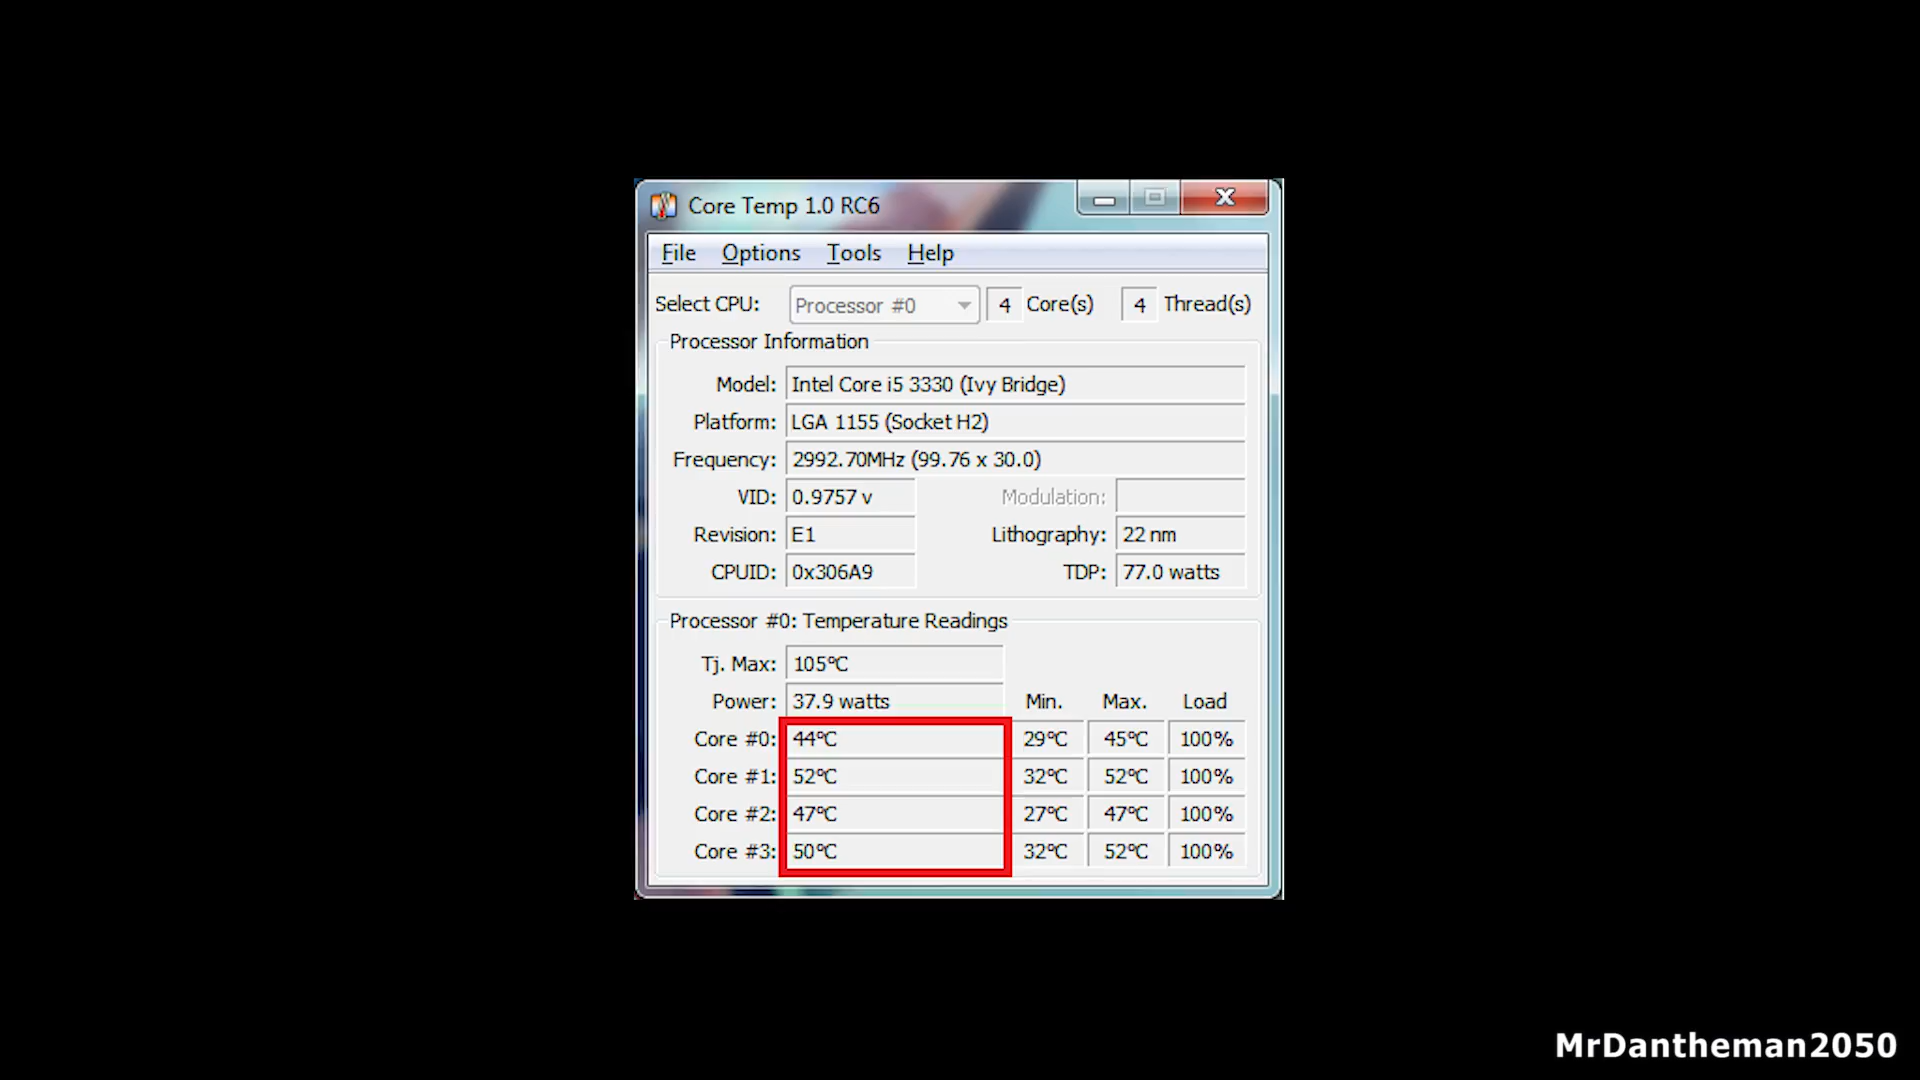 Core Temp 1.0 RC6
File Options Tools Help
Select CPU: Processor #0 4 Core(s) 4 Thread(s)
Processor Information
Model: Intel Core i5 3330 (Ivy Bridge)
Platform: LGA 1155 (Socket H2)
Frequency: 2992.70MHz (99.76 x 30.0)
VID: 0.9757 v Modulation:
Revision: E1 Lithography: 22 nm
CPUID: 0x306A9 TDP: 77.0 watts
Processor #0: Temperature Readings
Tj. Max: 105°C
Power: 37.9 watts Min. Max. Load
Core #0: 44°C 29°C 45°C 100%
Core #1: 52°C 32°C 52°C 100%
Core #2: 47°C 27°C 47°C 100%
Core #3: 50°C 32°C 52°C 100%
MrDantheman2050